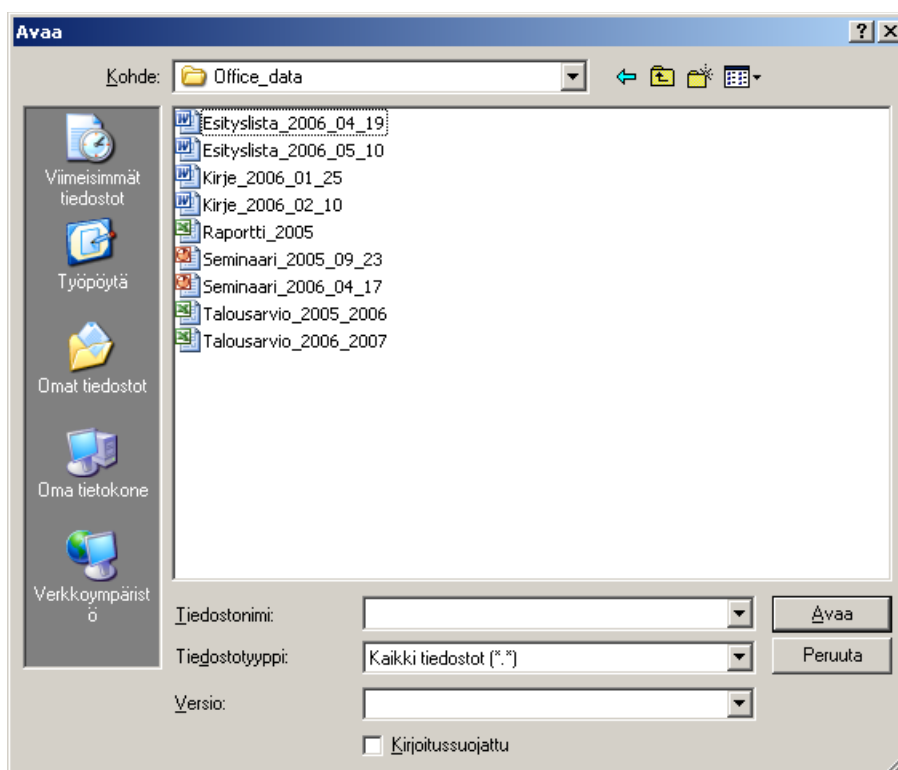 Avaa
Kohde: Office_data
Viimeisimmät
tiedostot
Työpöytä
Omat tiedostot
Oma tietokone
Verkkoympärist
ö
Esityslista_2006_04_19
Esityslista_2006_05_10
Kirje_2006_01_25
Kirje_2006_02_10
Raportti_2005
Seminaari_2005_09_23
Seminaari_2006_04_17
Talousarvio_2005_2006
Talousarvio_2006_2007
Tiedostonimi:
Avaa
Tiedostotyyppi: Kaikki tiedostot (*.*)
Peruuta
Versio:
Kirjoitussuojattu